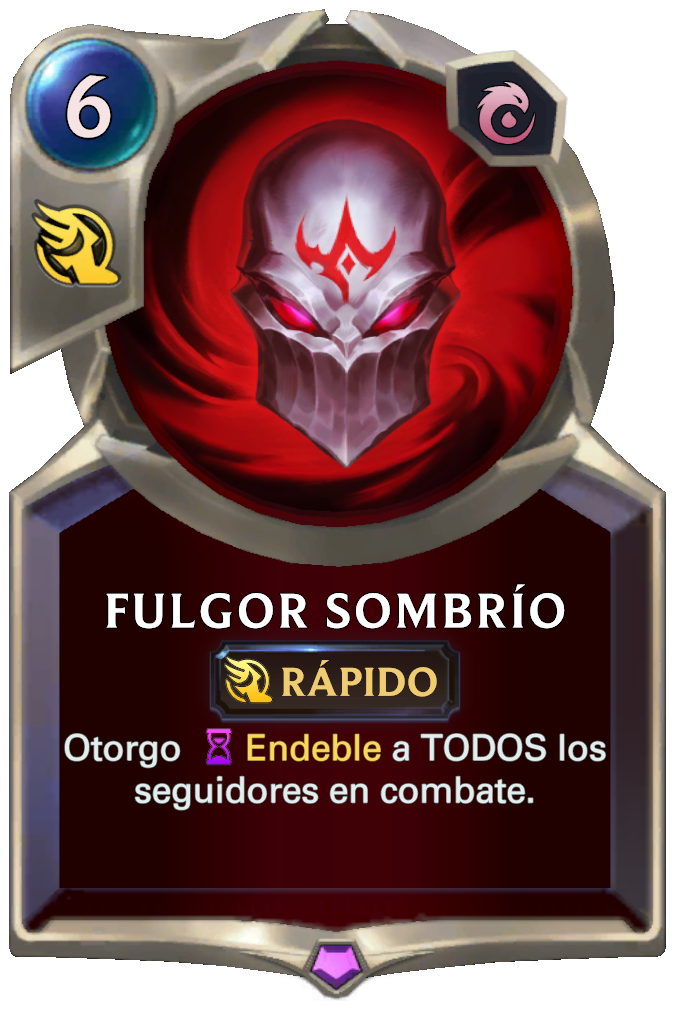 6
FULGOR SOMBRÍO
RÁPIDO
Otorgo Endeble a TODOS los
seguidores en combate.